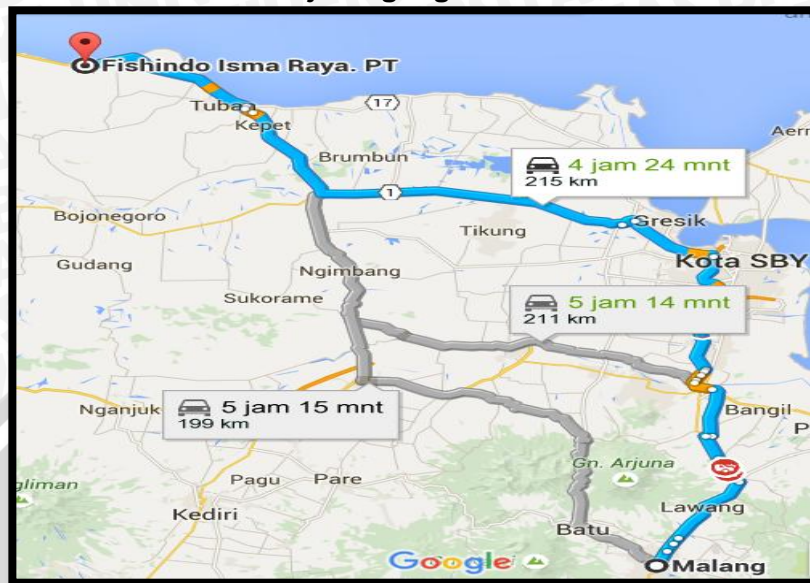 Fishindo Isma Raya. PT
Tuban
Kepet
17
Brumbun
4 jam 24 mnt
215 km
1
Bojonegoro
Tikung
Gresik
Gudang
Ngimbang
Kota SBY
Sukorame
5 jam 14 mnt
211 km
5 jam 15 mnt
199 km
Nganjuk
Bangil
Gn. Arjuna
Pagu
Pare
Lawang
Kediri
Batu
Google
Malang